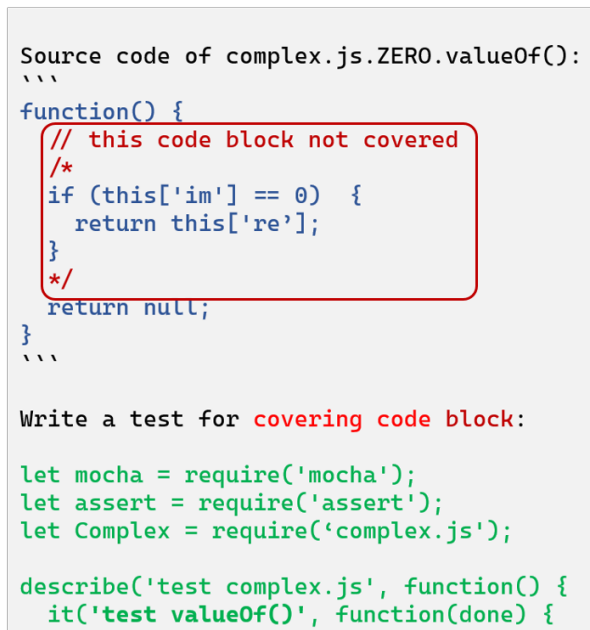 Source code of complex.js.ZERO.valueOf():
```
function() {
// this code block not covered
/*
if (this['im'] == 0)  {
return this['re’];
}
*/
return null;
}
```
Write a test for covering code block:
let mocha = require('mocha');
let assert = require('assert');
let Complex = require(‘complex.js');
describe('test complex.js', function() {
it('test valueOf()', function(done) {